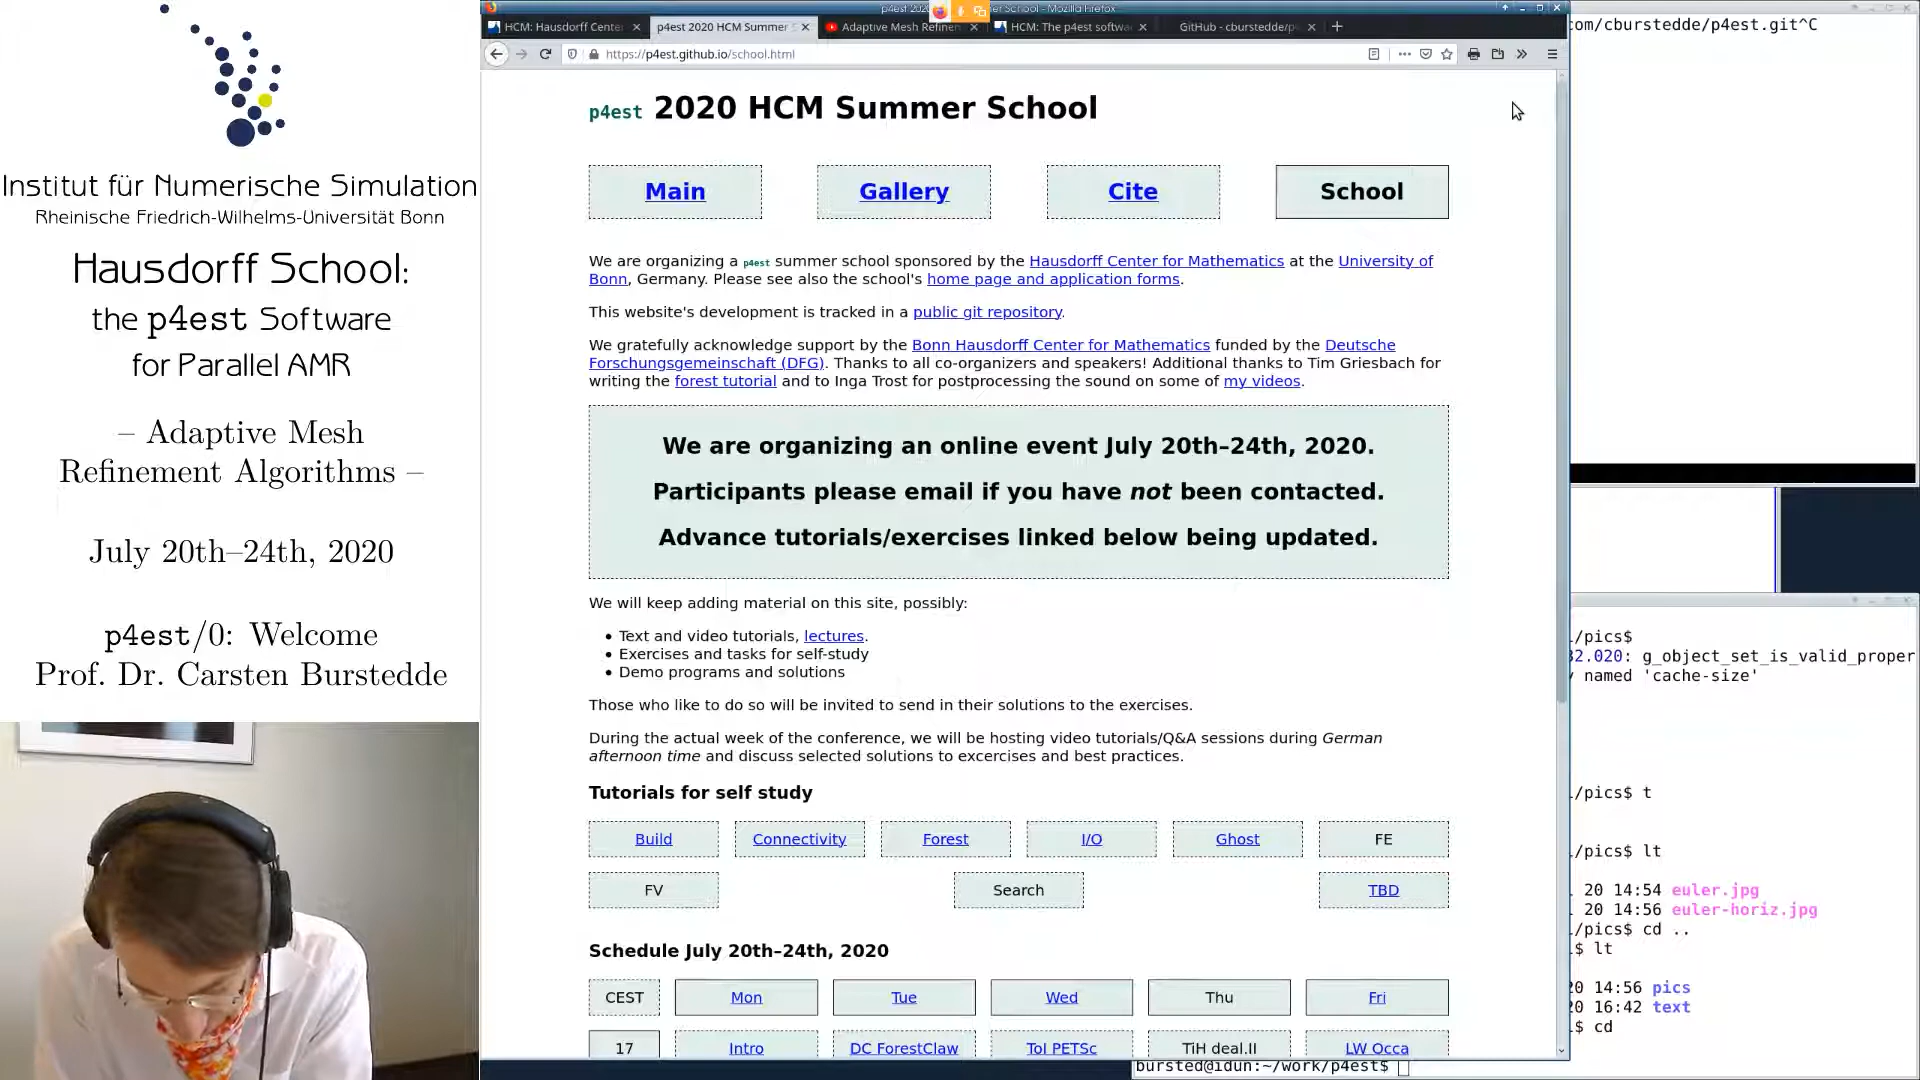 Institut für Numerische Simulation
Rheinische Friedrich-Wilhelms-Universität Bonn
Hausdorff School:
the p4est Software
for Parallel AMR
– Adaptive Mesh
Refinement Algorithms –
July 20th–24th, 2020
p4est/0: Welcome
Prof. Dr. Carsten Burstedde
HCM: Hausdorff Cente
p4est 2020 HCM Summer
Adaptive Mesh Refinem
HCM: The p4est softwa
GitHub - cburstedde/p
https://p4est.github.io/school.html
p4est 2020 HCM Summer School
Main
Gallery
Cite
School
We are organizing a p4est summer school sponsored by the Hausdorff Center for Mathematics at the University of
Bonn, Germany. Please see also the school's home page and application forms.
This website's development is tracked in a public git repository.
We gratefully acknowledge support by the Bonn Hausdorff Center for Mathematics funded by the Deutsche
Forschungsgemeinschaft (DFG). Thanks to all co-organizers and speakers! Additional thanks to Tim Griesbach for
writing the forest tutorial and to Inga Trost for postprocessing the sound on some of my videos.
We are organizing an online event July 20th–24th, 2020.
Participants please email if you have not been contacted.
Advance tutorials/exercises linked below being updated.
We will keep adding material on this site, possibly:
• Text and video tutorials, lectures.
• Exercises and tasks for self-study
• Demo programs and solutions
Those who like to do so will be invited to send in their solutions to the exercises.
During the actual week of the conference, we will be hosting video tutorials/Q&A sessions during German
afternoon time and discuss selected solutions to excercises and best practices.
Tutorials for self study
Build
Connectivity
Forest
I/O
Ghost
FE
FV
Search
TBD
Schedule July 20th–24th, 2020
CEST
Mon
Tue
Wed
Thu
Fri
17
Intro
DC ForestClaw
ToI PETSc
TiH deal.II
LW Occa
om/cburstedde/p4est.git^C
/pics$
32.020: g_object_set_is_valid_proper
named 'cache-size'
/pics$ t
/pics$ lt
20 14:54 euler.jpg
20 14:56 euler-horiz.jpg
/pics$ cd ..
$ lt
20 14:56 pics
20 16:42 text
$ cd
bursted@idun:~/work/p4est$